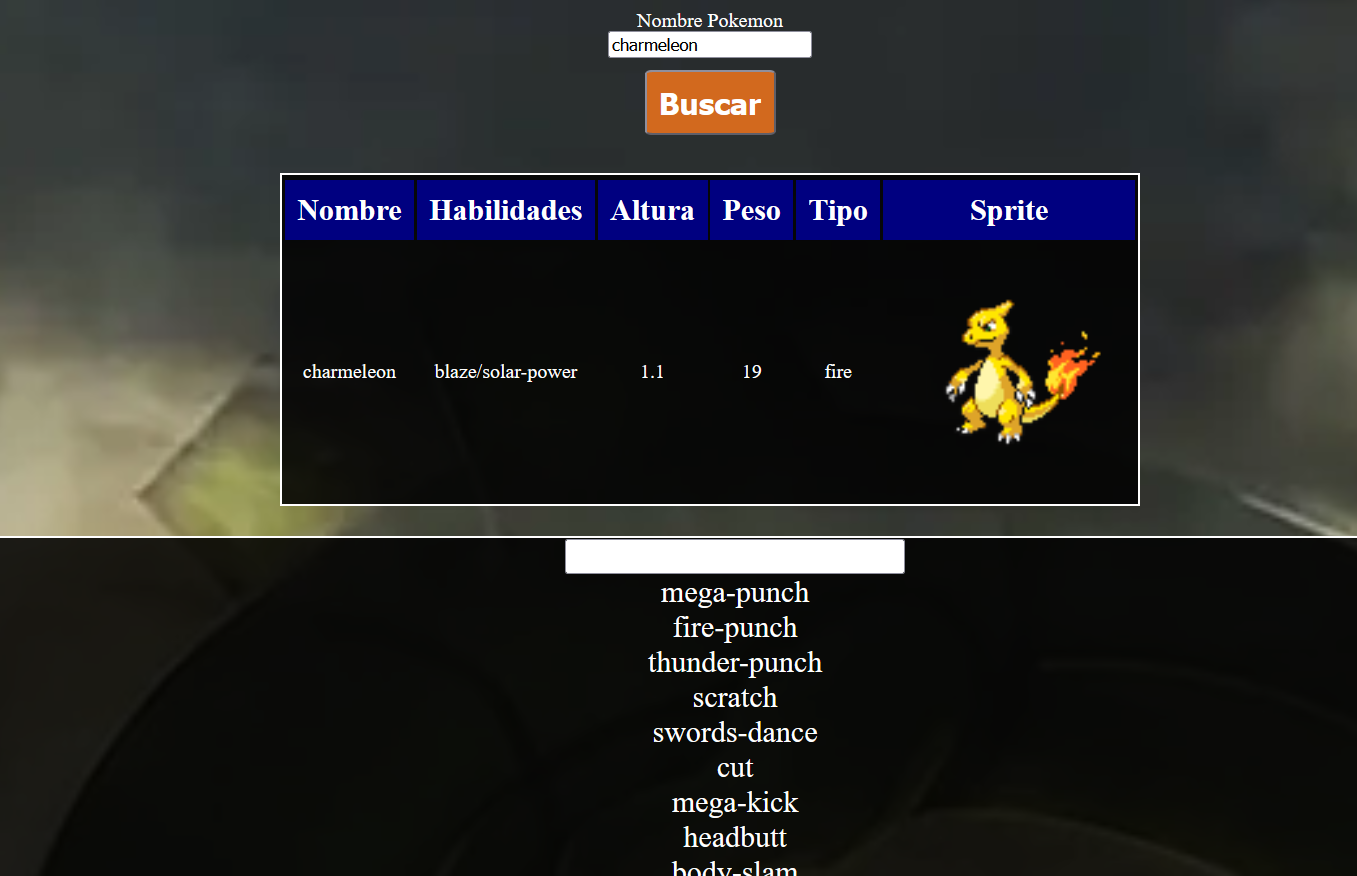 Nombre Pokemon
charmeleon
Buscar
Nombre Habilidades Altura Peso Tipo Sprite
charmeleon blaze/solar-power 1.1 19 fire
mega-punch
fire-punch
thunder-punch
scratch
swords-dance
cut
mega-kick
headbutt
body-slam